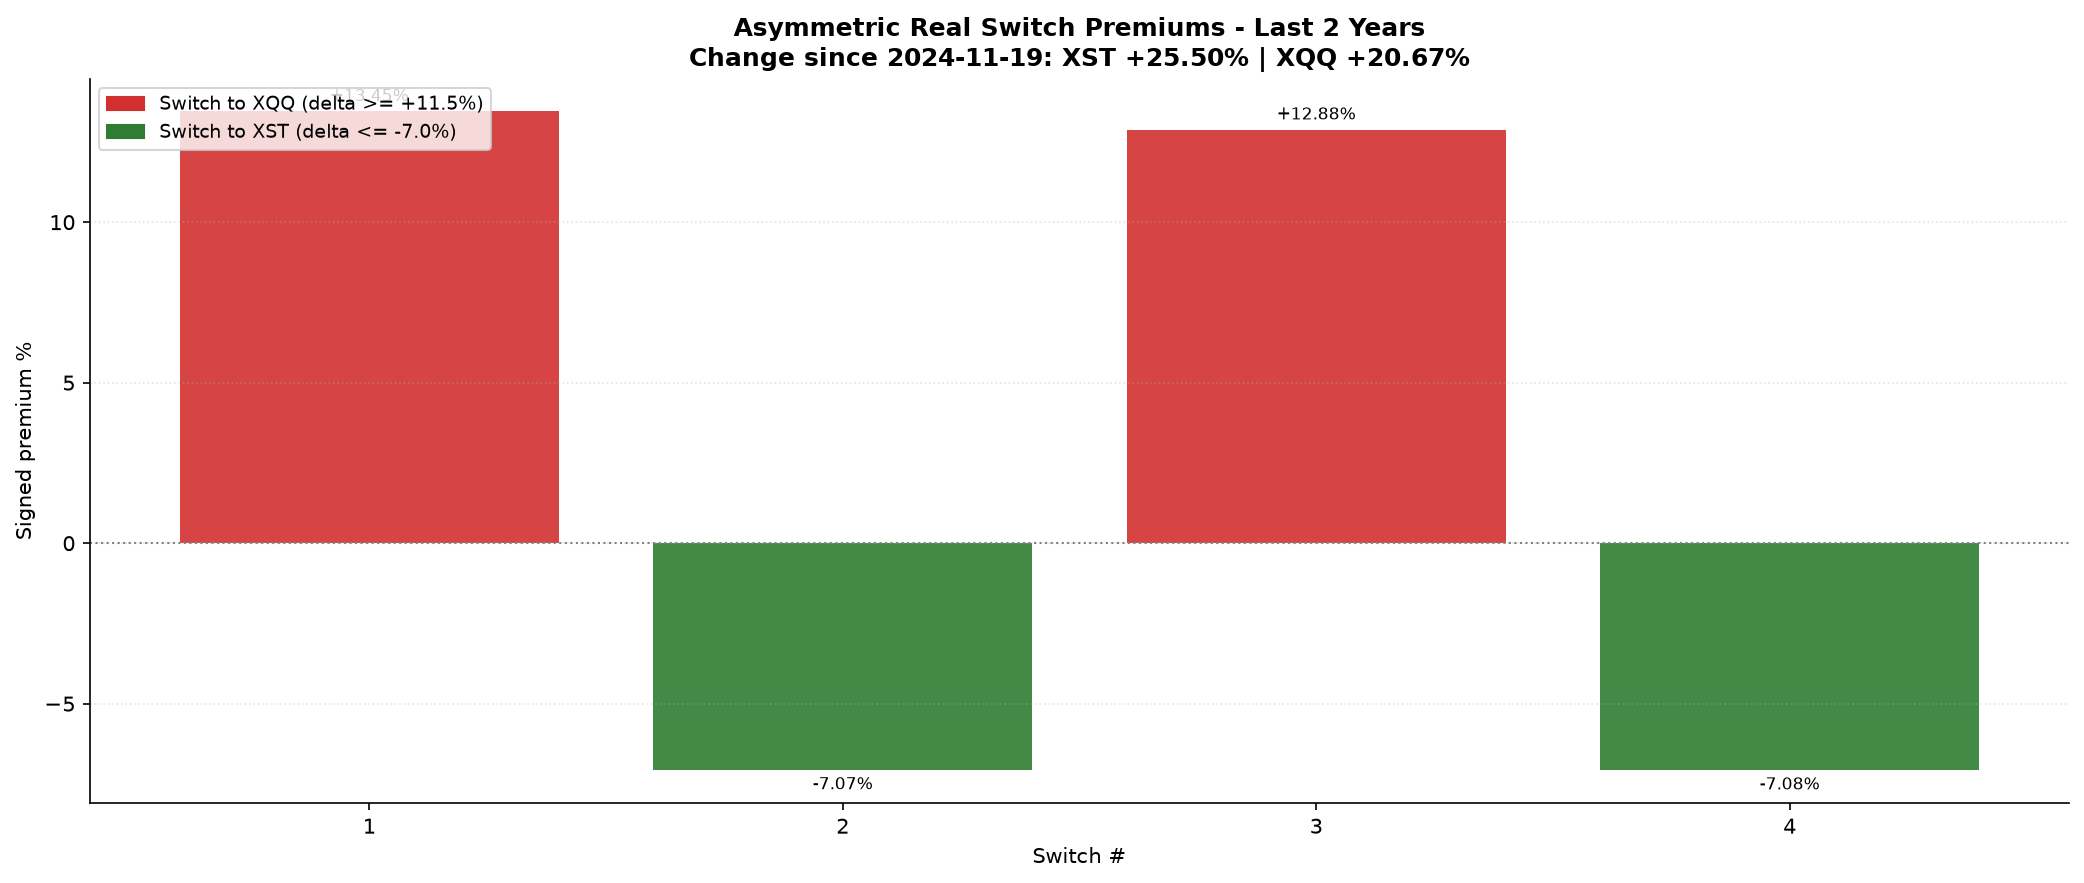 Asymmetric Real Switch Premiums - Last 2 Years
Change since 2024-11-19: XST +25.50% | XQQ +20.67%
+13.45%
Switch to XQQ (delta >= +11.5%)
Switch to XST (delta <= -7.0%)
+12.88%
10
5
0
−5
Signed premium %
-7.07%
-7.08%
1
2
3
4
Switch #